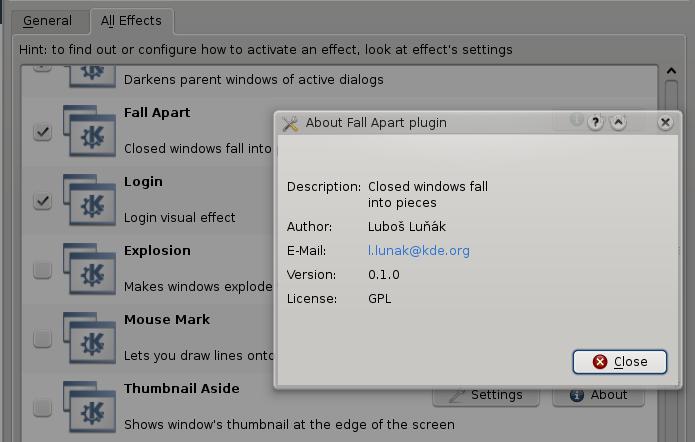 General
All Effects
Hint: to find out or configure how to activate an effect, look at effect's settings
Darkens parent windows of active dialogs
Fall Apart
Closed windows fall into
Login
Login visual effect
Explosion
Makes windows explode
Mouse Mark
Lets you draw lines onto
Thumbnail Aside
Shows window's thumbnail at the edge of the screen
Settings
About
About Fall Apart plugin
Description: Closed windows fall
into pieces
Author: Luboš Luňák
E-Mail: l.lunak@kde.org
Version: 0.1.0
License: GPL
Close